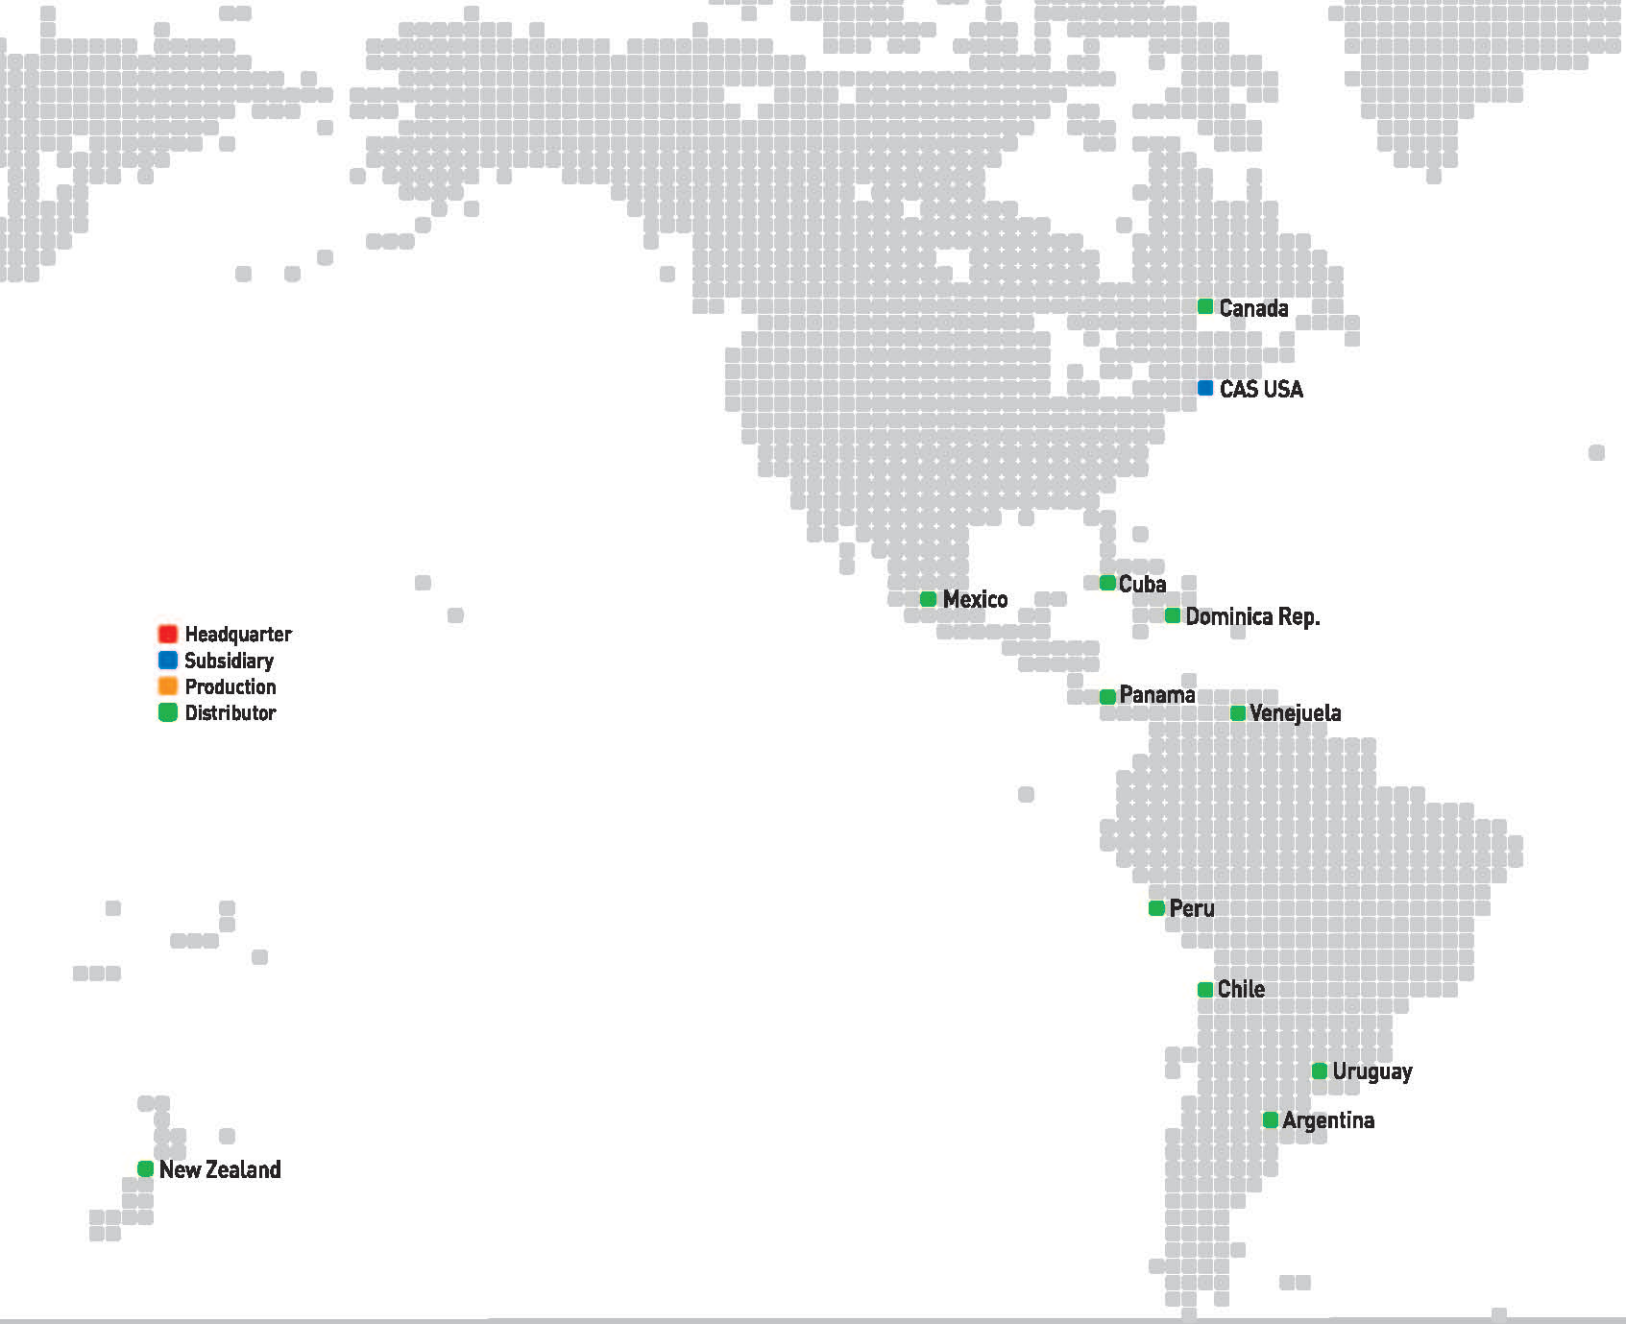 Canada
CAS USA
Cuba
Mexico
Dominica Rep.
Headquarter
Subsidiary
Production
Distributor
Panama
Venejuela
Peru
Chile
Uruguay
Argentina
New Zealand